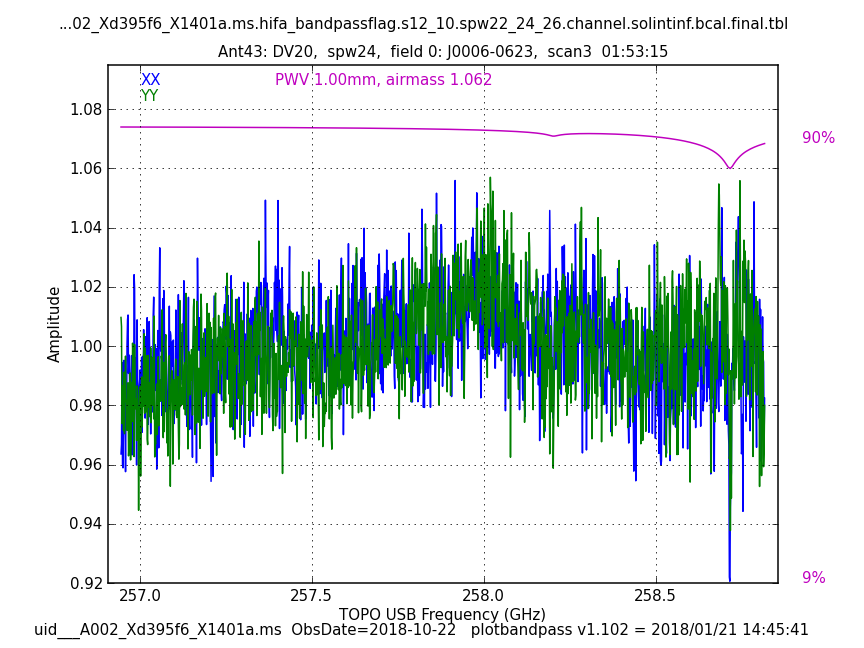 ...02_Xd395f6_X1401a.ms.hifa_bandpassflag.s12_10.spw22_24_26.channel.solintinf.bcal.final.tbl
Ant43: DV20,  spw24,  field 0: J0006-0623,  scan3  01:53:15
XX
PWV 1.00mm, airmass 1.062
YY
1.08
90%
1.06
1.04
1.02
Amplitude
1.00
0.98
0.96
0.94
0.92
9%
257.0
257.5
258.0
258.5
TOPO USB Frequency (GHz)
uid___A002_Xd395f6_X1401a.ms  ObsDate=2018-10-22   plotbandpass v1.102 = 2018/01/21 14:45:41